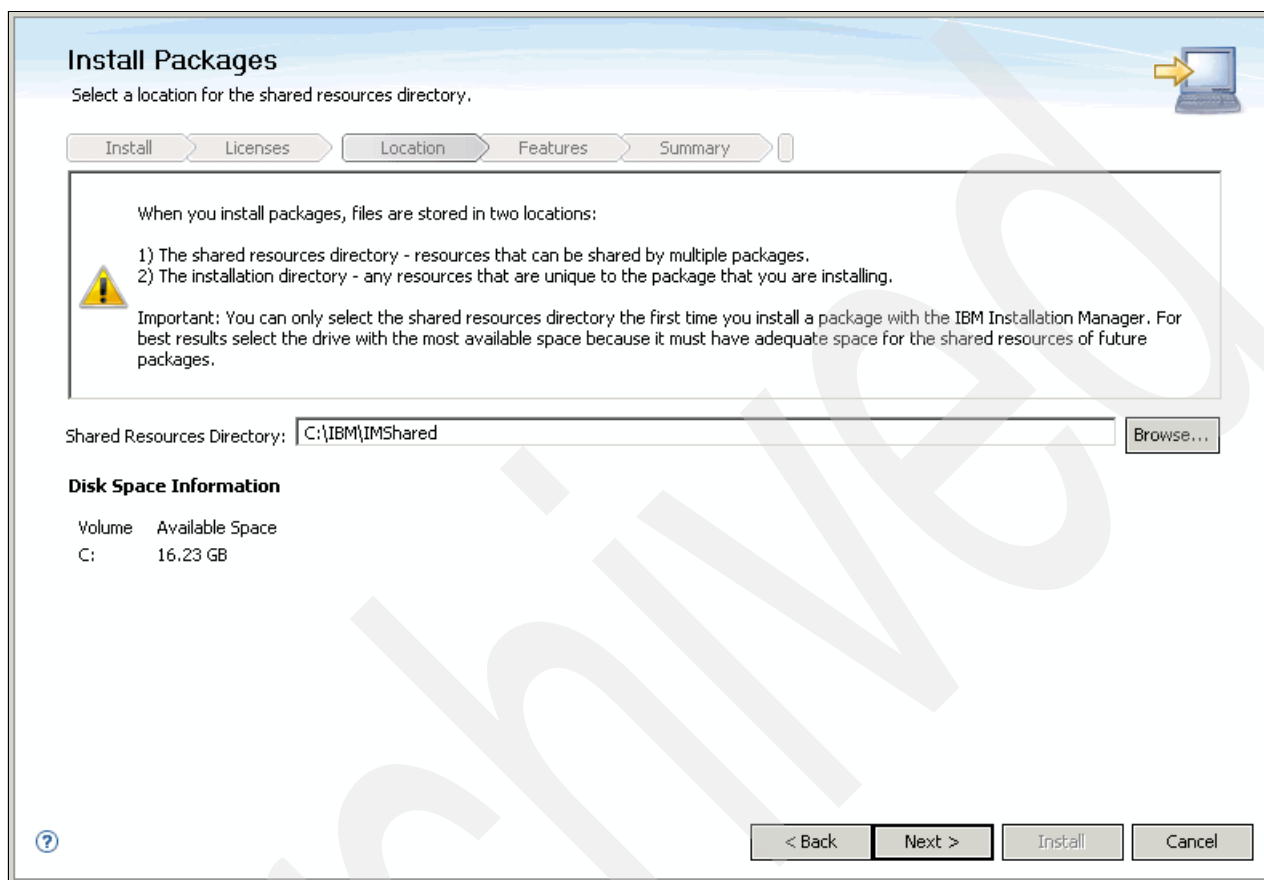 Install Packages
Select a location for the shared resources directory.
Install Licenses Location Features Summary
When you install packages, files are stored in two locations:
1) The shared resources directory - resources that can be shared by multiple packages.
2) The installation directory - any resources that are unique to the package that you are installing.
Important: You can only select the shared resources directory the first time you install a package with the IBM Installation Manager. For
best results select the drive with the most available space because it must have adequate space for the shared resources of future
packages.
Shared Resources Directory: C:\IBM\IMShared Browse...
Disk Space Information
Volume Available Space
C: 16.23 GB
? < Back Next > Install Cancel